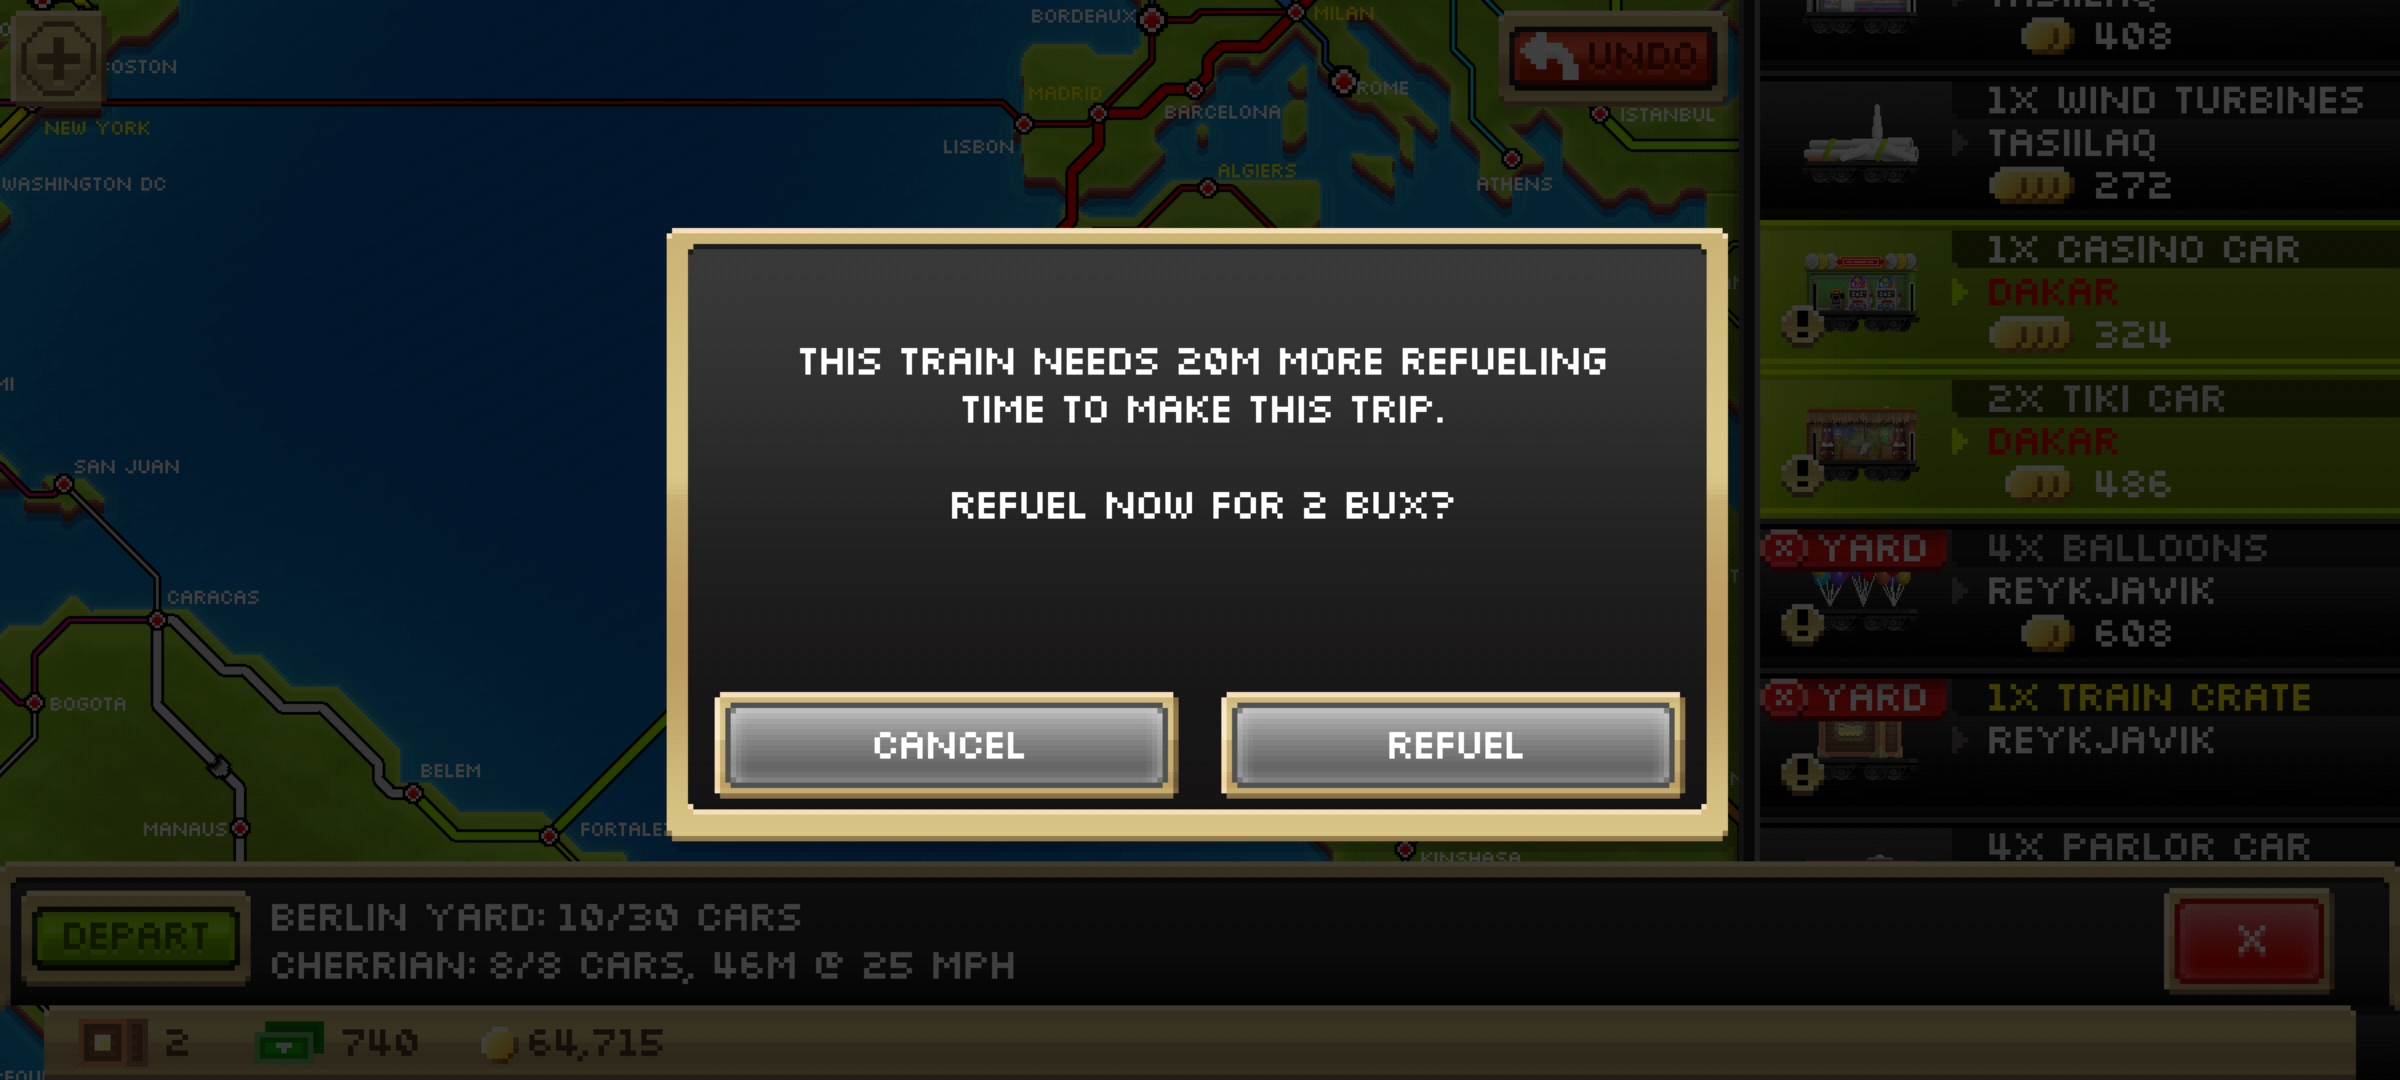 BORDEAUX
MILAN
BOSTON
UNDO
MADRID
BARCELONA
ROME
ISTANBUL
NEW YORK
LISBON
ALGIERS
ATHENS
WASHINGTON DC
SAN JUAN
CARACAS
BOGOTA
BELEM
MANAUS
FORTALE
KINSHASA
THIS TRAIN NEEDS 20M MORE REFUELING
TIME TO MAKE THIS TRIP.
REFUEL NOW FOR 2 BUX?
CANCEL
REFUEL
TASIILAQ
408
1X WIND TURBINES
TASIILAQ
272
1X CASINO CAR
DAKAR
324
2X TIKI CAR
DAKAR
486
YARD
4X BALLOONS
REYKJAVIK
608
YARD
1X TRAIN CRATE
REYKJAVIK
4X PARLOR CAR
DEPART
BERLIN YARD: 10/30 CARS
CHERRIAN: 8/8 CARS, 46M @ 25 MPH
X
2
740
64,715